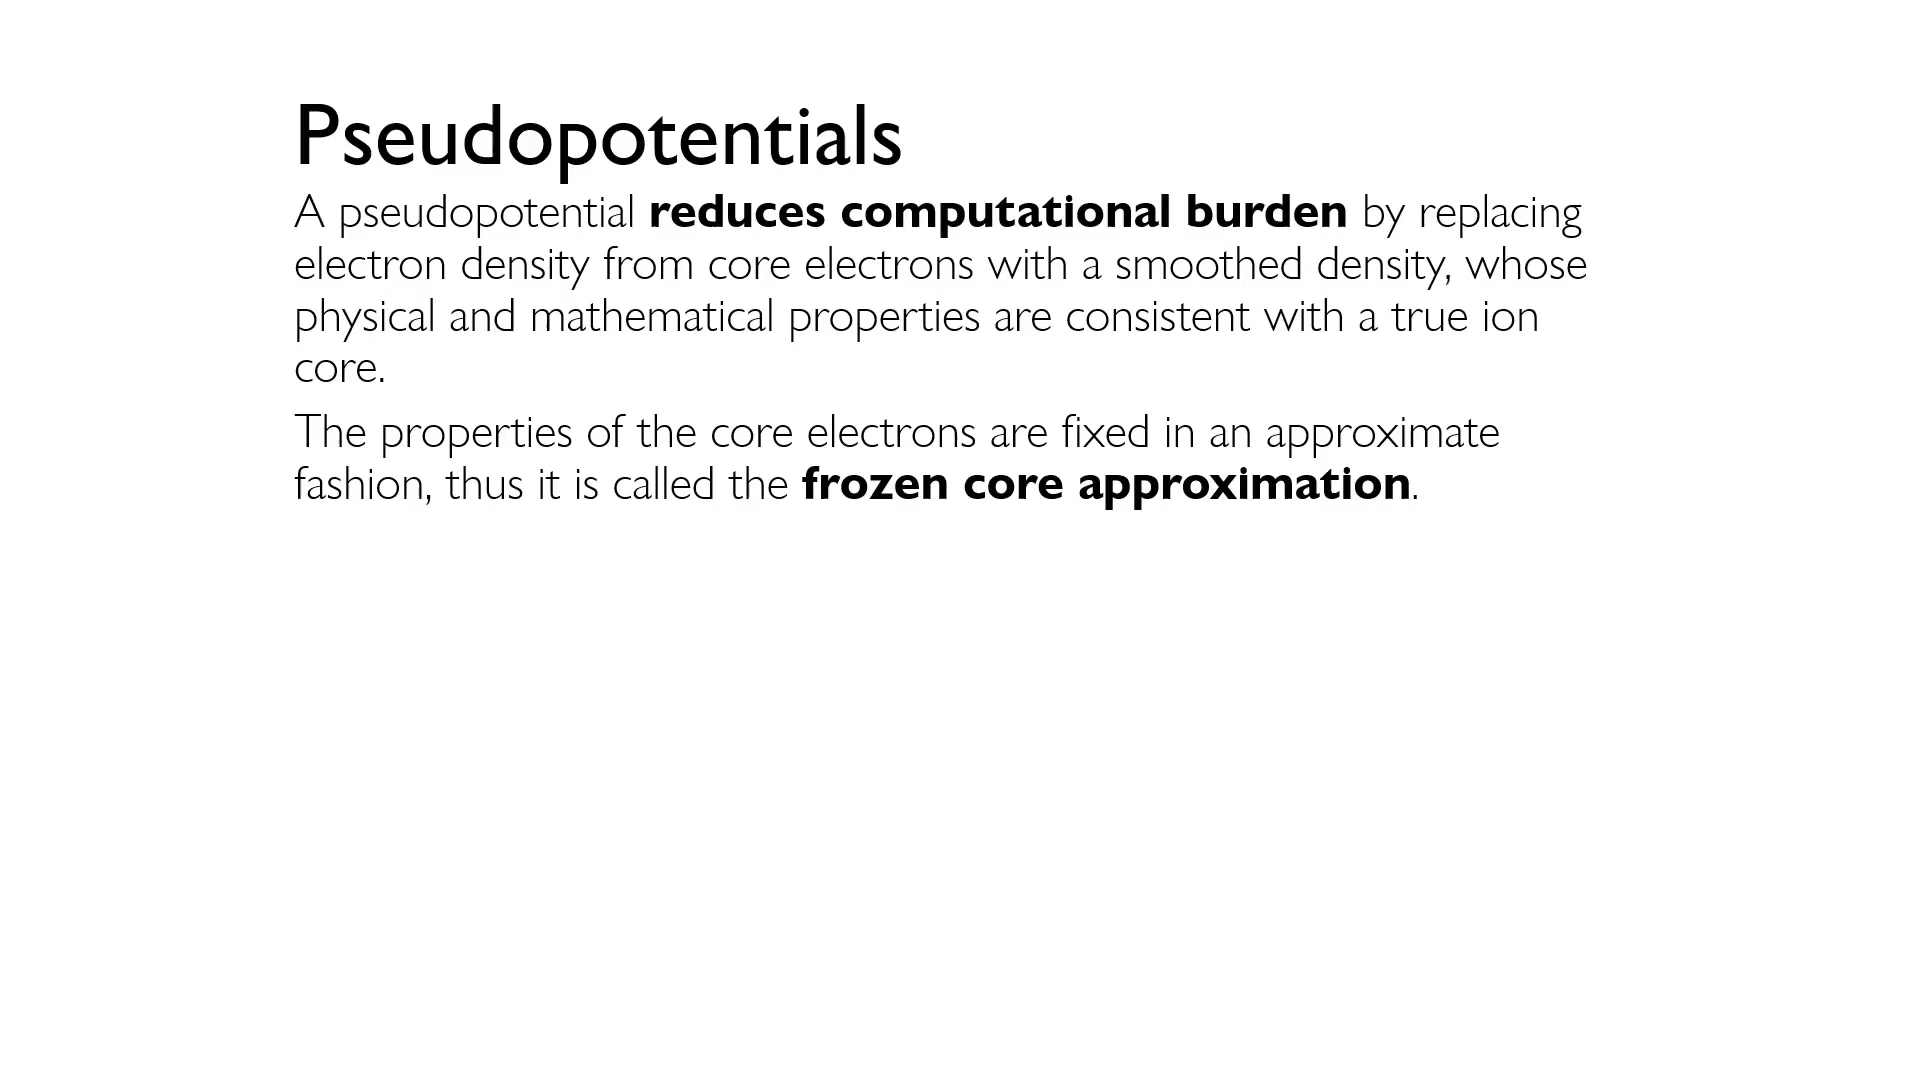 Pseudopotentials
A pseudopotential reduces computational burden by replacing
electron density from core electrons with a smoothed density, whose
physical and mathematical properties are consistent with a true ion
core.
The properties of the core electrons are fixed in an approximate
fashion, thus it is called the frozen core approximation.